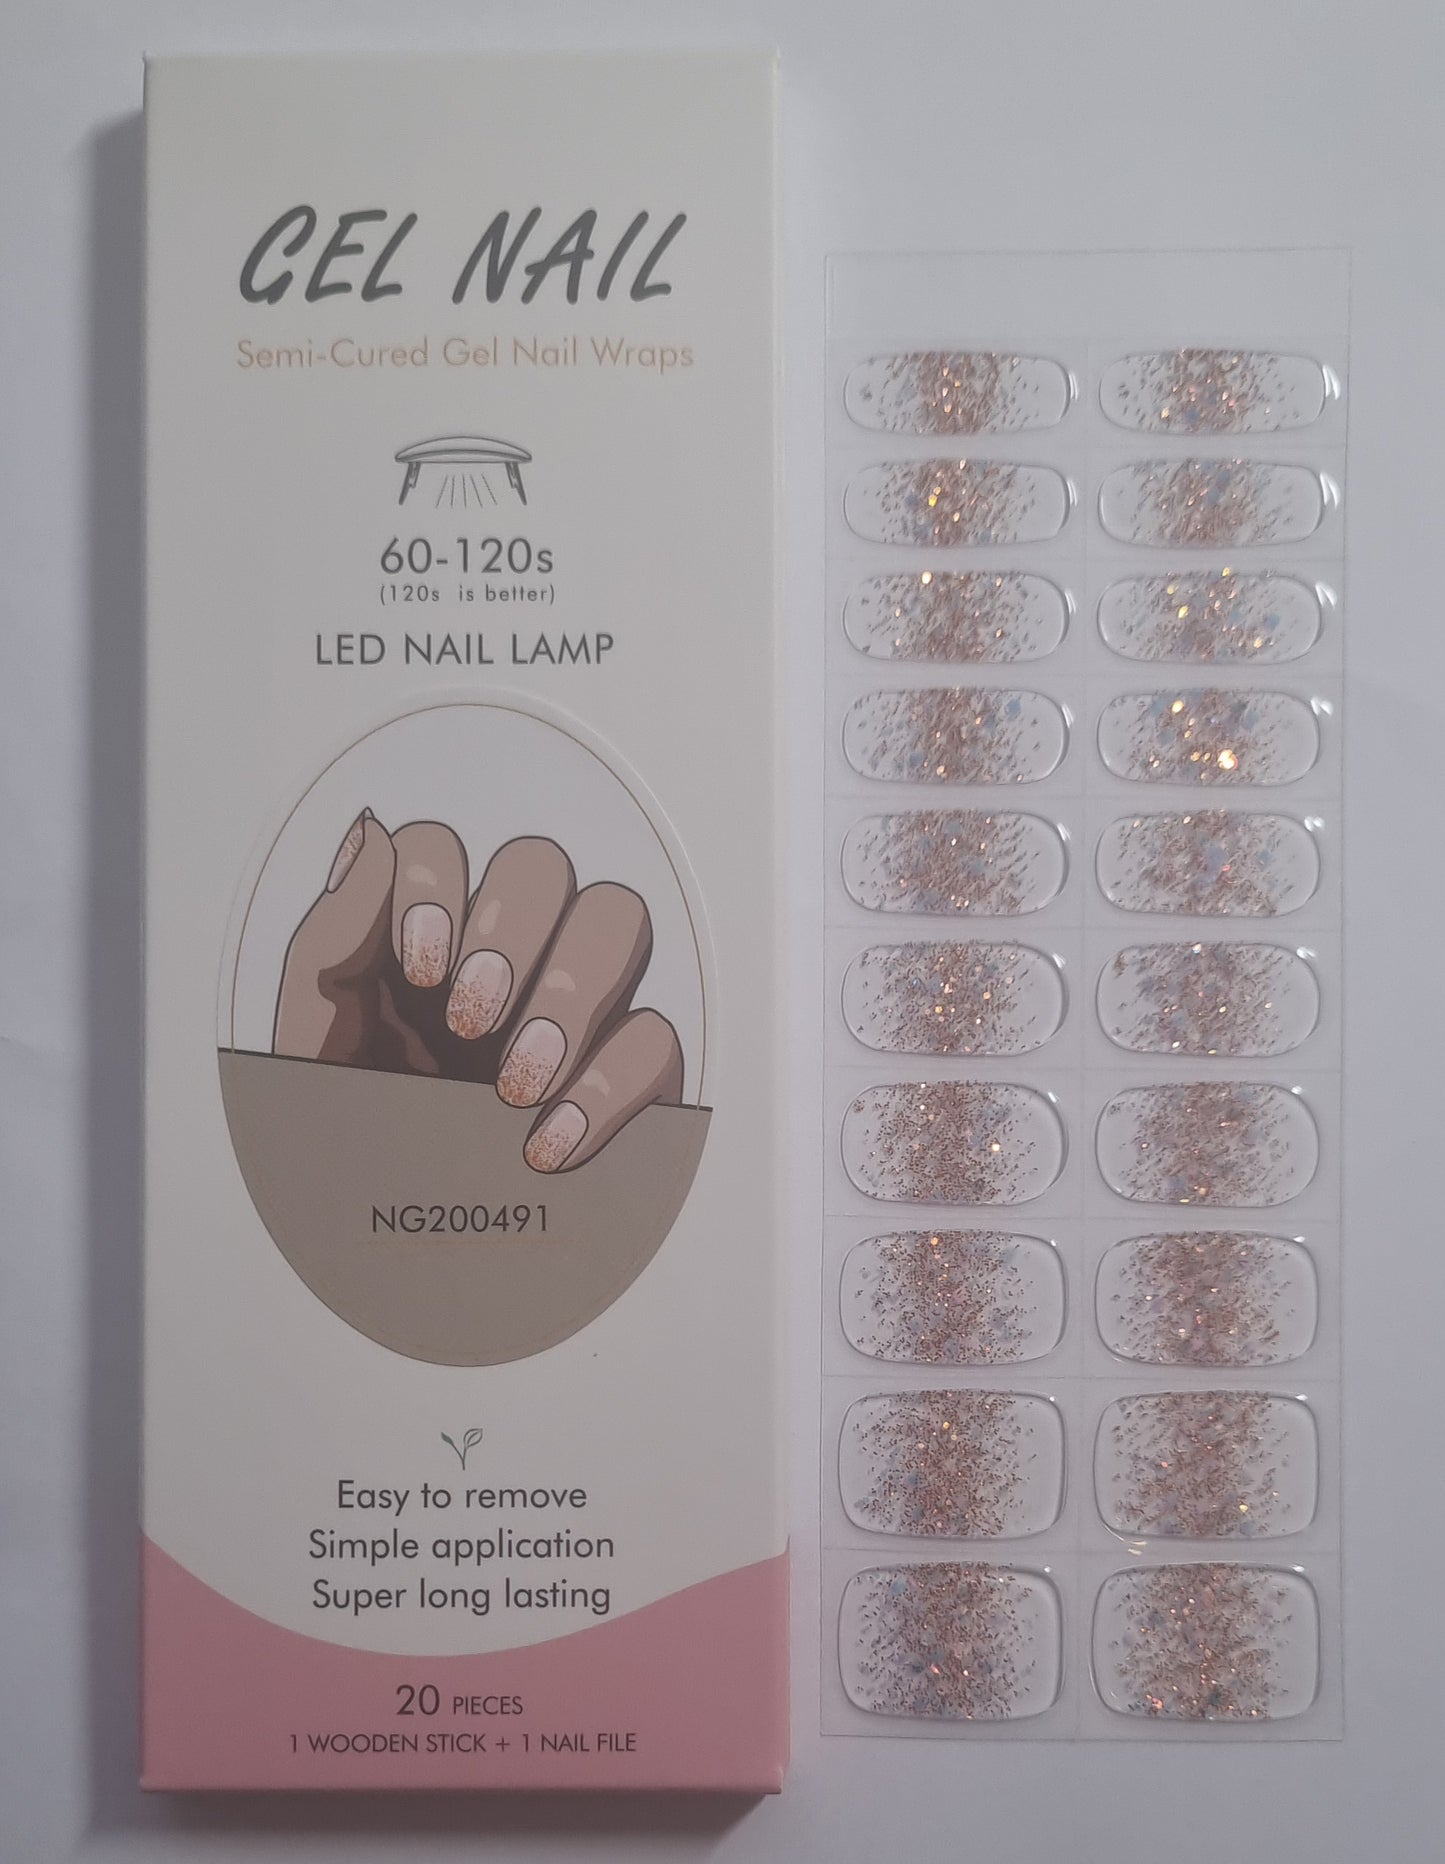 GEL NAIL
Semi-Cured Gel Nail Wraps
60-120s
(120s is better)
LED NAIL LAMP
NG200491
Easy to remove
Simple application
Super long lasting
20 PIECES
1 WOODEN STICK + 1 NAIL FILE